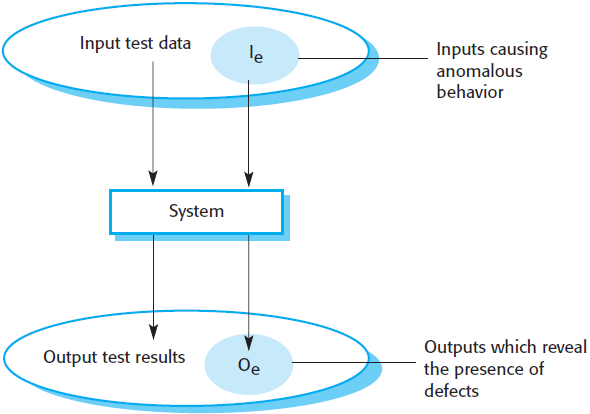 Input test data
Ie
Inputs causing
anomalous
behavior
System
Output test results
Oe
Outputs which reveal
the presence of
defects